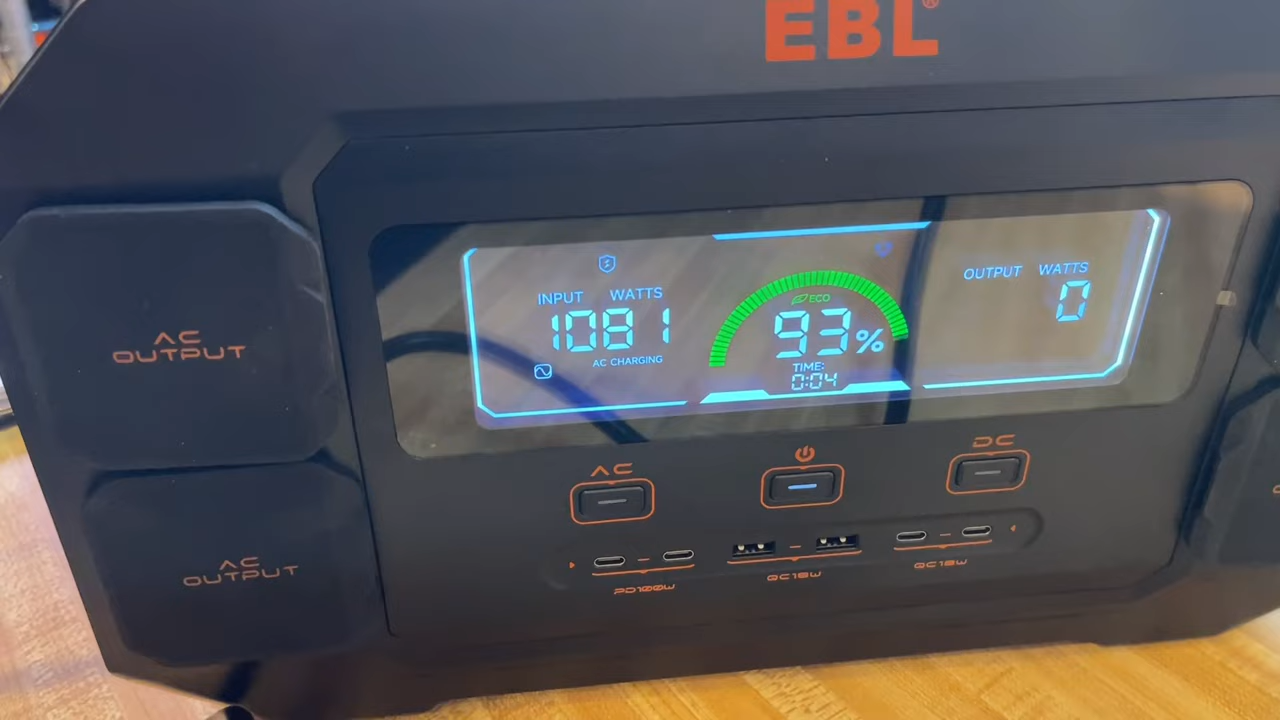 EBL®
INPUT WATTS
1081
AC CHARGING
ECO
93%
TIME:
0:04
OUTPUT WATTS
0
AC
OUTPUT
AC
OUTPUT
AC
DC
PD100W
QC18W
QC18W